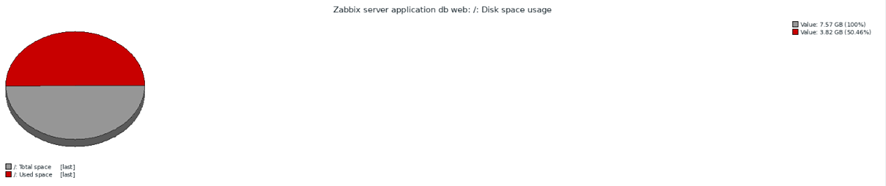 Zabbix server application db web: /: Disk space usage
Value: 7.57 GB (100%)
Value: 3.82 GB (50.46%)
/: Total space [last]
/: Used space [last]